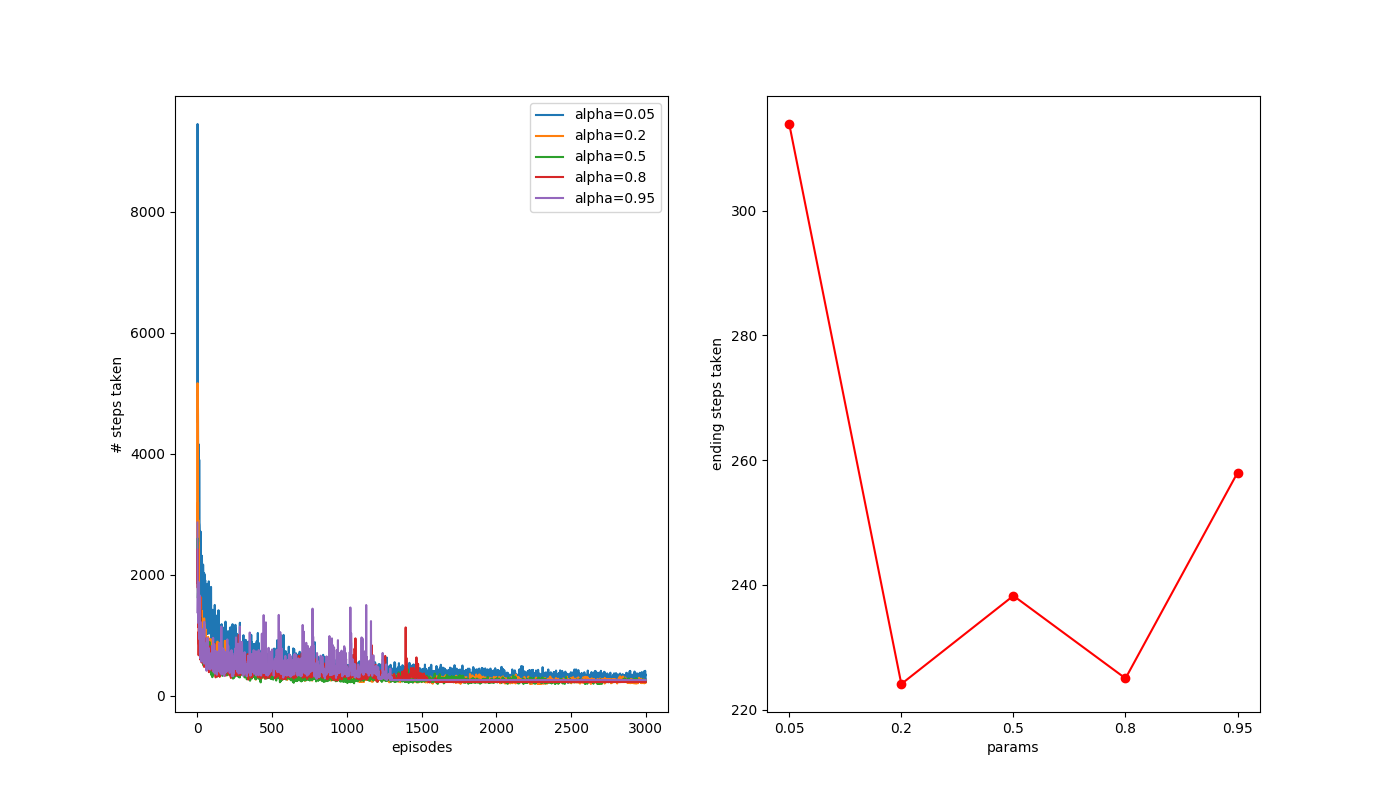 alpha=0.05
alpha=0.2
alpha=0.5
alpha=0.8
alpha=0.95
8000
6000
4000
2000
0
# steps taken
0 500 1000 1500 2000 2500 3000
episodes
300
280
260
240
220
ending steps taken
0.05 0.2 0.5 0.8 0.95
params